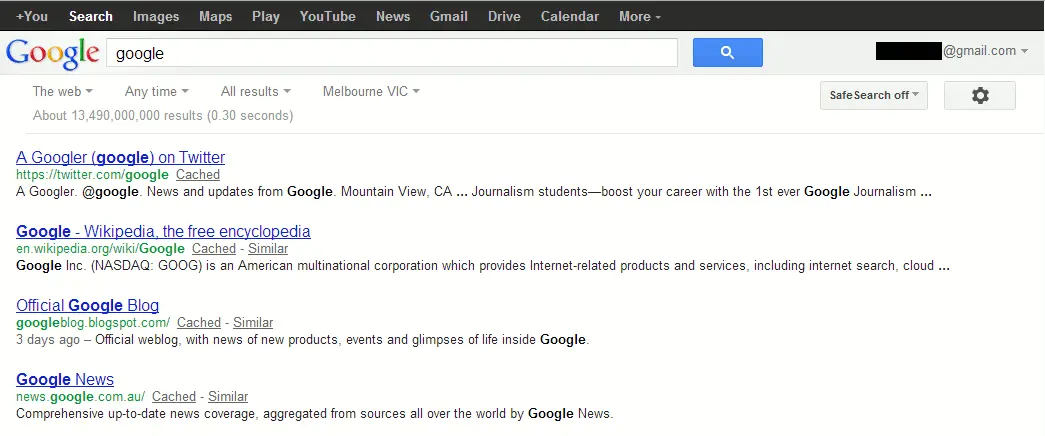 +You Search Images Maps Play YouTube News Gmail Drive Calendar More
Google google @gmail.com
The web Any time All results Melbourne VIC SafeSearch off
About 13,490,000,000 results (0.30 seconds)
A Googler (google) on Twitter
https://twitter.com/google Cached
A Googler. @google. News and updates from Google. Mountain View, CA ... Journalism students—boost your career with the 1st ever Google Journalism ...
Google - Wikipedia, the free encyclopedia
en.wikipedia.org/wiki/Google Cached - Similar
Google Inc. (NASDAQ: GOOG) is an American multinational corporation which provides Internet-related products and services, including internet search, cloud ...
Official Google Blog
googleblog.blogspot.com/ Cached - Similar
3 days ago – Official weblog, with news of new products, events and glimpses of life inside Google.
Google News
news.google.com.au/ Cached - Similar
Comprehensive up-to-date news coverage, aggregated from sources all over the world by Google News.